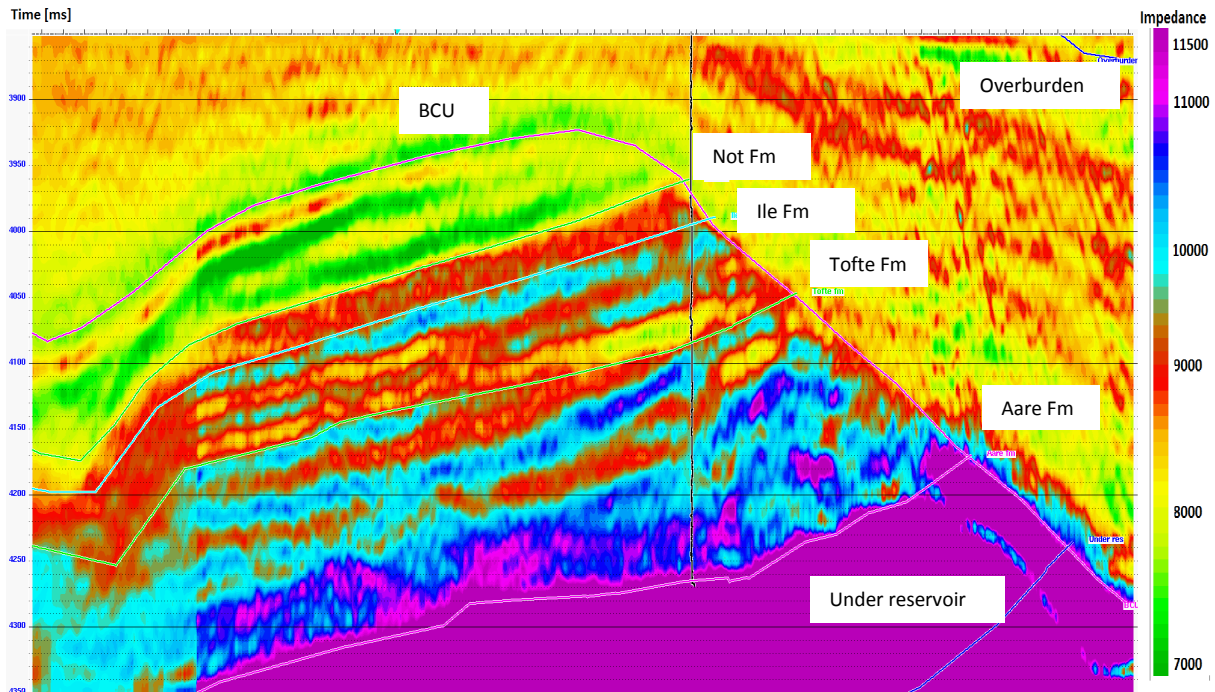 Time [ms]
Impedance
11500
11000
10000
9000
8000
7000
3900
3950
4000
4050
4100
4150
4200
4250
4300
4350
Overburden
Overburden
BCU
Not Fm
Ile Fm
Tofte Fm
Tofte fm
Aare Fm
Aare fm
Under res
Under reservoir
BCU